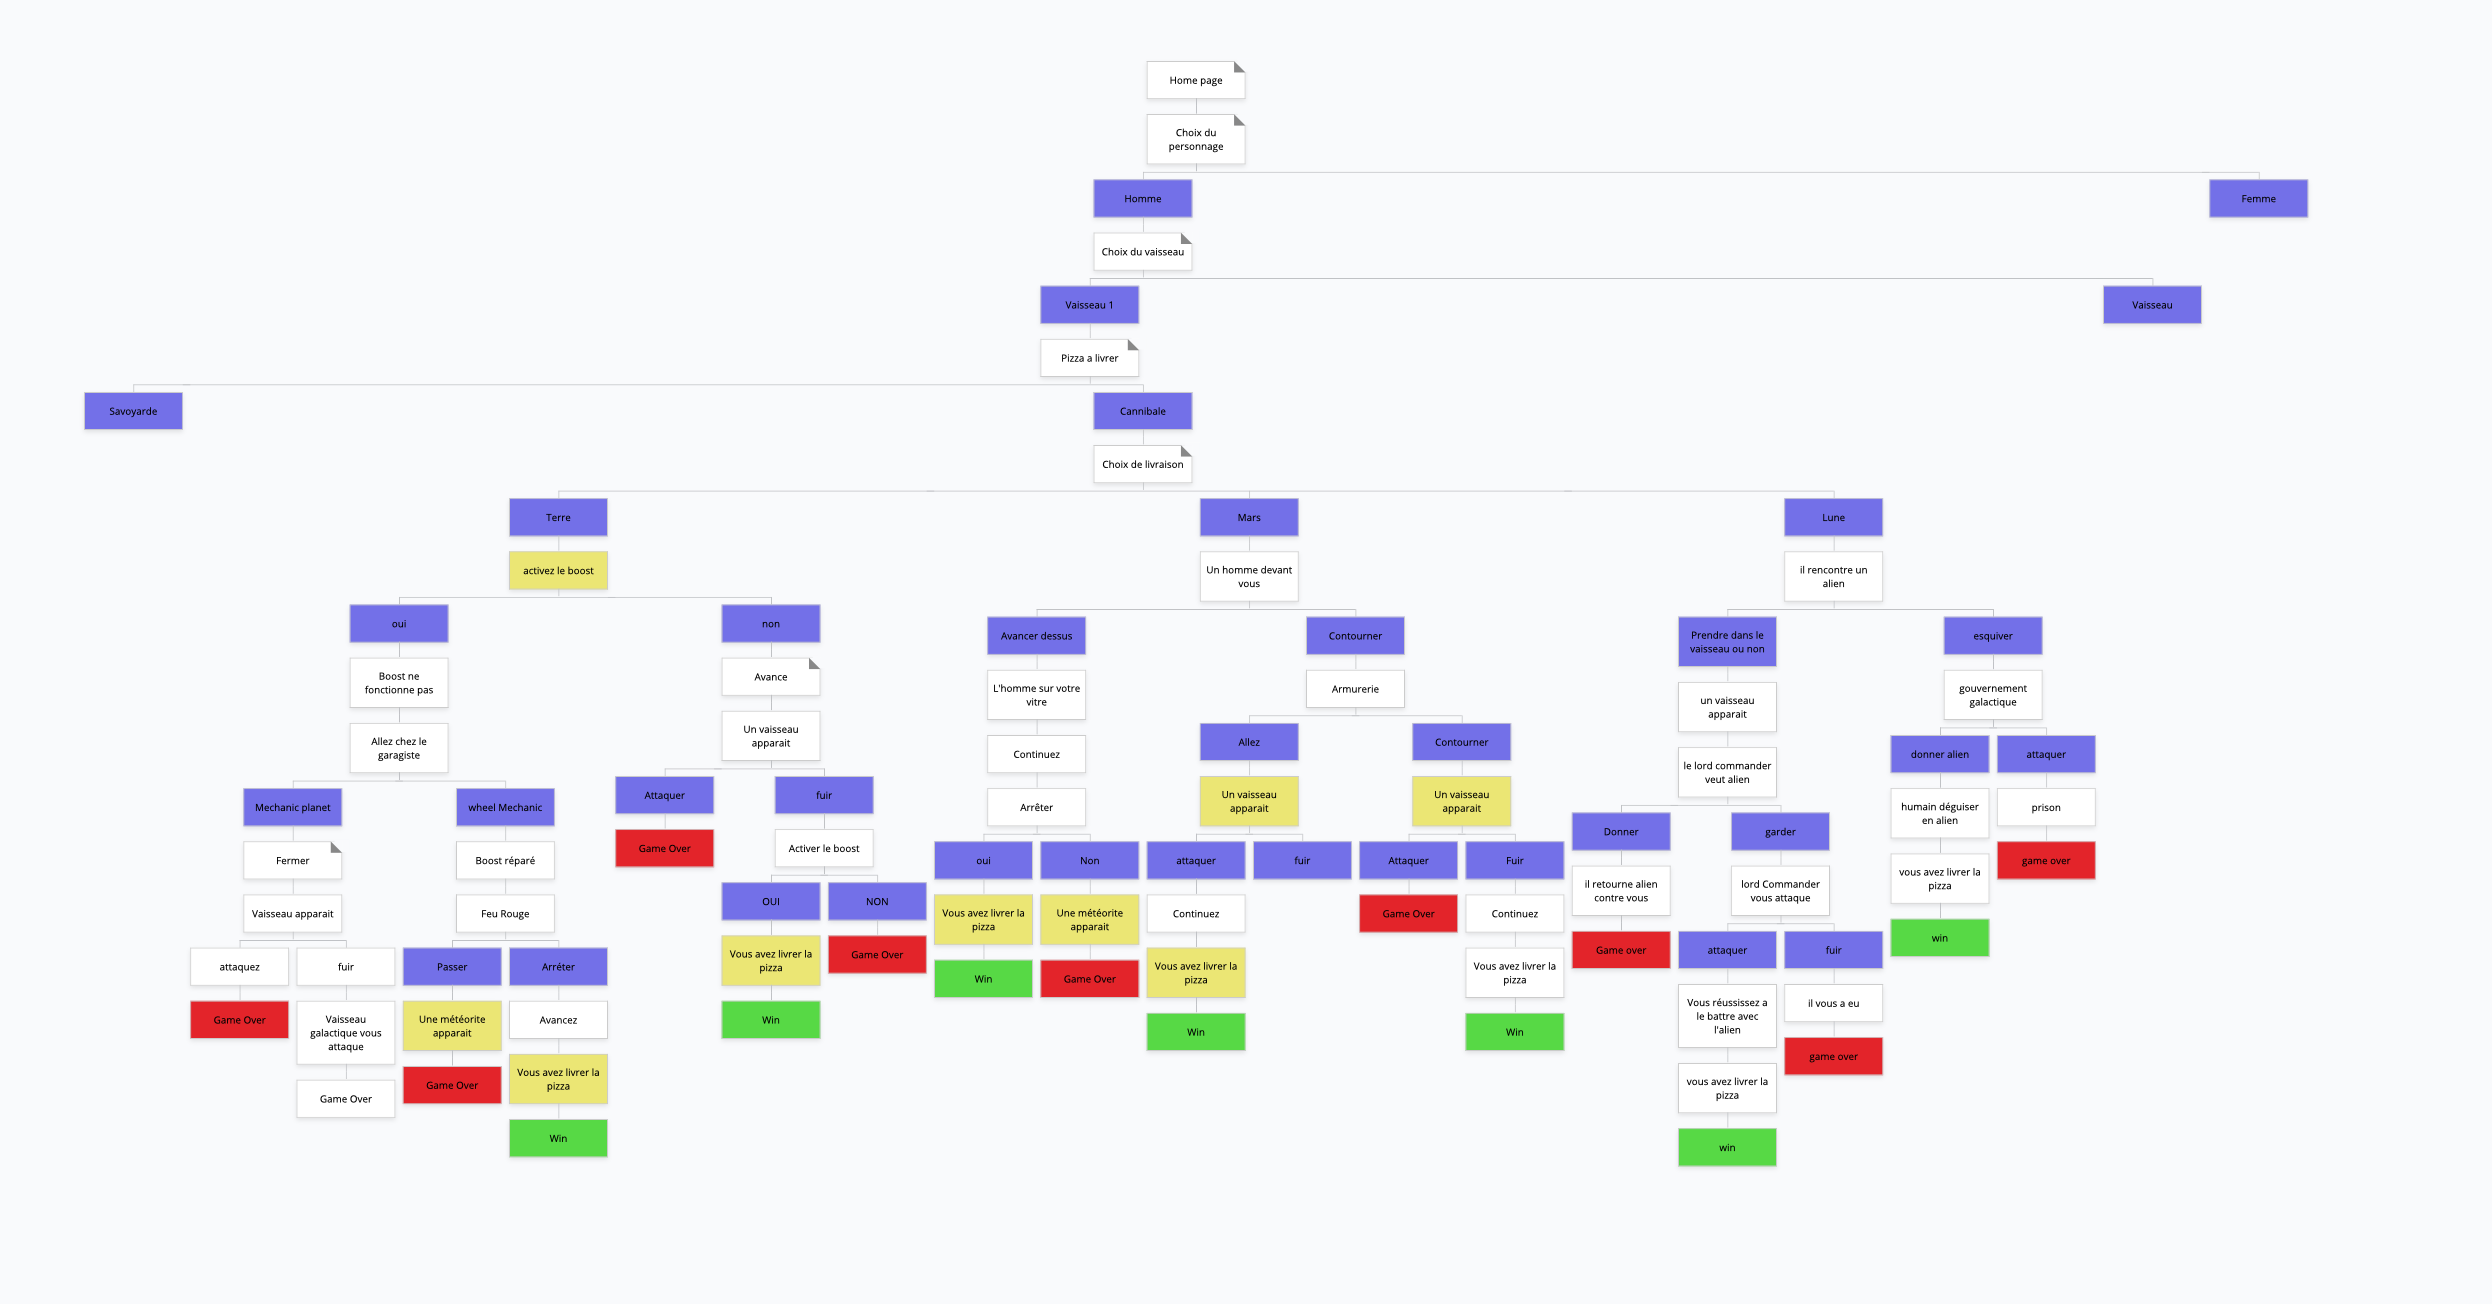 Home page
Choix du
personnage
Homme
Femme
Choix du vaisseau
Vaisseau 1
Vaisseau
Pizza a livrer
Savoyarde
Cannibale
Choix de livraison
Terre
Mars
Lune
activez le boost
Un homme devant
vous
il rencontre un
alien
oui
non
Avancer dessus
Contourner
Prendre dans le
vaisseau ou non
esquiver
Boost ne
fonctionne pas
Avance
L'homme sur votre
vitre
Armurerie
un vaisseau
apparait
gouvernement
galactique
Allez chez le
garagiste
Un vaisseau
apparait
Continuez
Allez
Contourner
le lord commander
veut alien
donner alien
attaquer
Mechanic planet
wheel Mechanic
Attaquer
fuir
Arrêter
Un vaisseau
apparait
Un vaisseau
apparait
Donner
garder
humain déguiser
en alien
prison
Fermer
Boost réparé
Game Over
Activer le boost
oui
Non
attaquer
fuir
Attaquer
Fuir
il retourne alien
contre vous
lord Commander
vous attaque
vous avez livrer la
pizza
game over
Vaisseau apparait
Feu Rouge
OUI
NON
Vous avez livrer la
pizza
Une météorite
apparait
Continuez
Game Over
Continuez
Game over
attaquer
fuir
win
attaquez
fuir
Passer
Arréter
Vous avez livrer la
pizza
Game Over
Win
Game Over
Vous avez livrer la
pizza
Vous avez livrer la
pizza
Vous réussissez a
le battre avec
l'alien
il vous a eu
Game Over
Vaisseau
galactique vous
attaque
Une météorite
apparait
Avancez
Win
Win
Win
vous avez livrer la
pizza
game over
Game Over
Game Over
Vous avez livrer la
pizza
Win
win